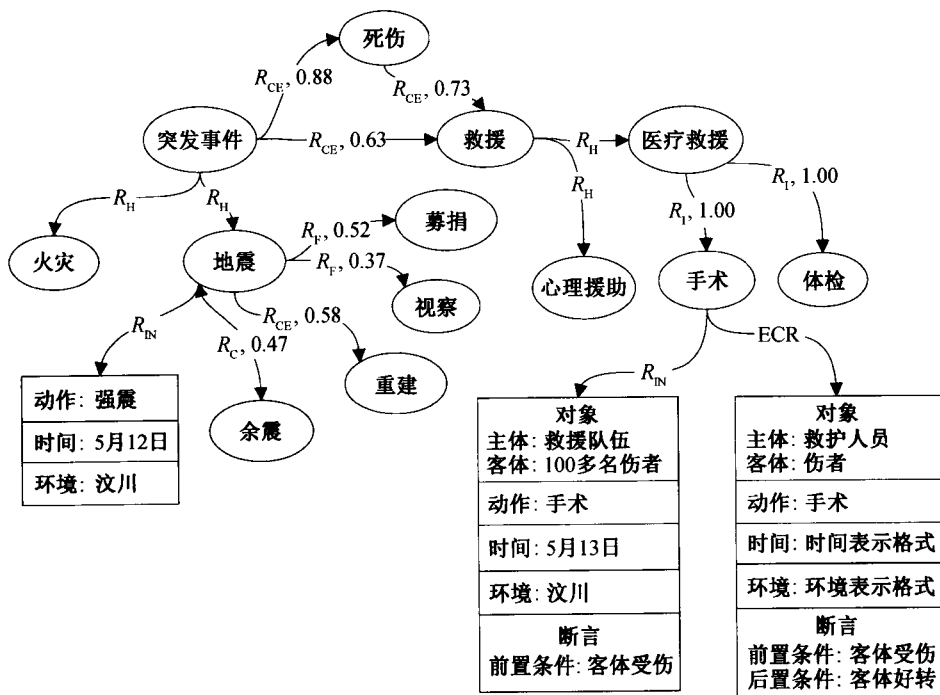 死伤
R_CE, 0.88
R_CE, 0.73
突发事件
R_CE, 0.63
救援
R_H
医疗救援
R_H
R_H
R_H
R_I, 1.00
R_I, 1.00
火灾
地震
R_F, 0.52
募捐
R_F, 0.37
视察
心理援助
手术
体检
R_IN
R_C, 0.47
R_CE, 0.58
重建
余震
R_IN
ECR
动作: 强震
时间: 5月12日
环境: 汶川
对象
主体: 救援队伍
客体: 100多名伤者
动作: 手术
时间: 5月13日
环境: 汶川
断言
前置条件: 客体受伤
对象
主体: 救护人员
客体: 伤者
动作: 手术
时间: 时间表示格式
环境: 环境表示格式
断言
前置条件: 客体受伤
后置条件: 客体好转